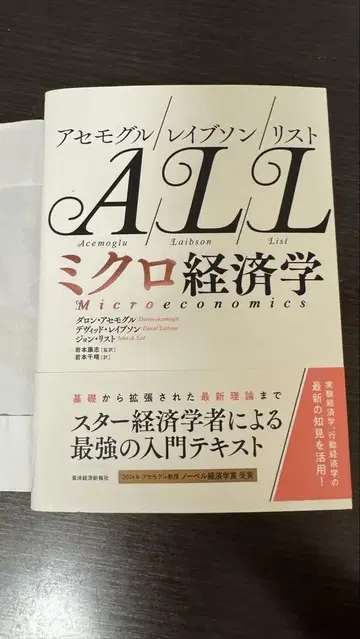 アセモグル/レイブソン/リスト
ALL
Acemoglu Laibson List
ミクロ経済学
Microeconomics
ダロン・アセモグル Daron Acemoglu
デヴィッド・レイブソン David Laibson
ジョン・リスト John A. List
岩本康志[監訳]
岩本千晴[訳]
基礎から拡張された最新理論まで
スター経済学者による
最強の入門テキスト
実験経済学、行動経済学の
最新の知見を活用!
東洋経済新報社
2024年 アセモグル教授 ノーベル経済学賞 受賞